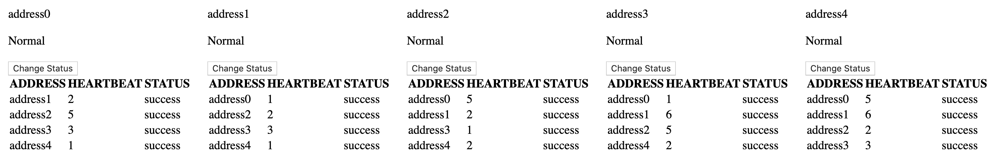 address0 address1 address2 address3 address4
Normal Normal Normal Normal Normal
Change Status Change Status Change Status Change Status Change Status
ADDRESS HEARTBEAT STATUS ADDRESS HEARTBEAT STATUS ADDRESS HEARTBEAT STATUS ADDRESS HEARTBEAT STATUS ADDRESS HEARTBEAT STATUS
address1 2 success address0 1 success address0 5 success address0 1 success address0 5 success
address2 5 success address2 2 success address1 2 success address1 6 success address1 6 success
address3 3 success address3 3 success address3 1 success address2 5 success address2 2 success
address4 1 success address4 1 success address4 2 success address4 2 success address3 3 success